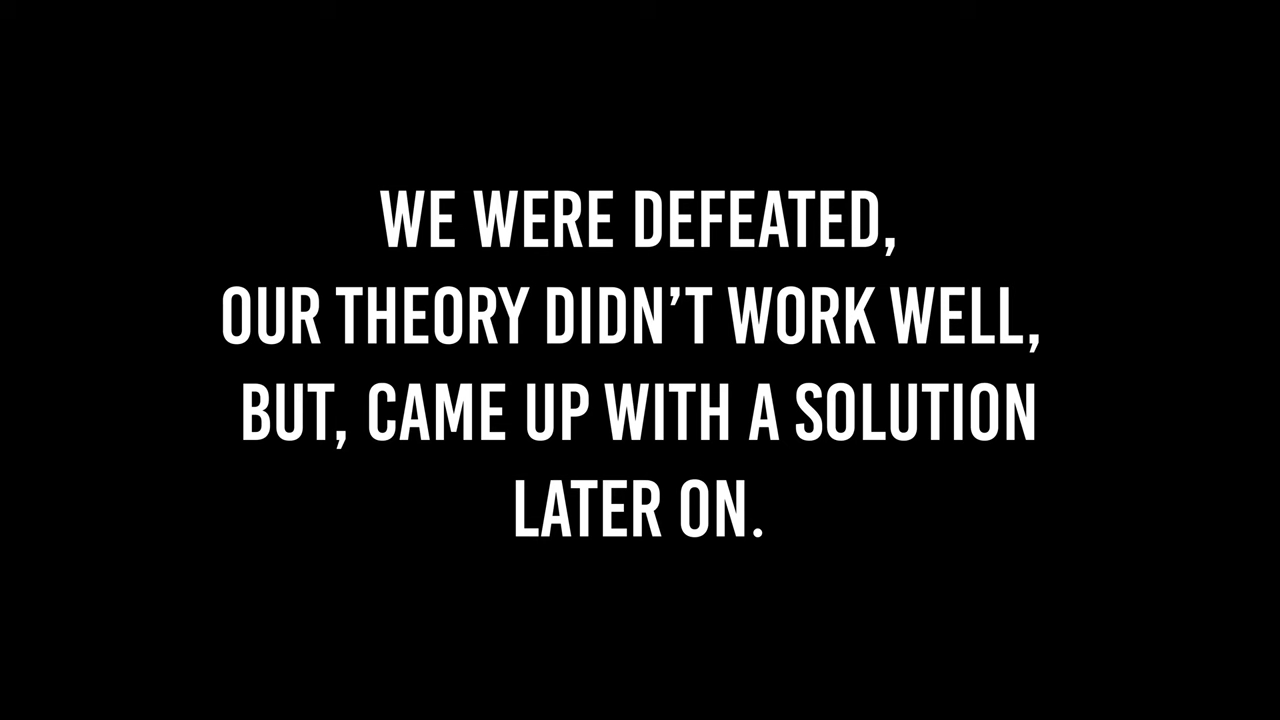 WE WERE DEFEATED,
OUR THEORY DIDN’T WORK WELL,
BUT, CAME UP WITH A SOLUTION
LATER ON.